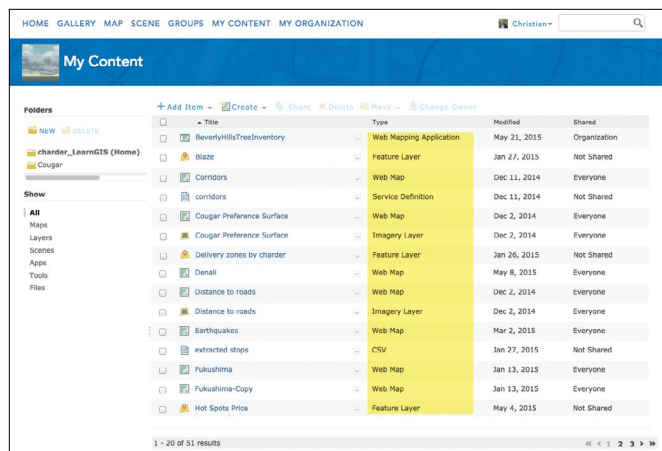 HOME GALLERY MAP SCENE GROUPS MY CONTENT MY ORGANIZATION Christian
My Content
Folders
NEW DELETE
charder_LearnGIS (Home)
Cougar
Show
All
Maps
Layers
Scenes
Apps
Tools
Files
+ Add Item Create Share × Delete Move Change Owner
Title Type Modified Shared
BeverlyHillsTreeInventory Web Mapping Application May 21, 2015 Organization
Blaze Feature Layer Jan 27, 2015 Not Shared
Corridors Web Map Dec 11, 2014 Everyone
corridors Service Definition Dec 11, 2014 Not Shared
Cougar Preference Surface Web Map Dec 2, 2014 Everyone
Cougar Preference Surface Imagery Layer Dec 2, 2014 Everyone
Delivery zones by charder Feature Layer Jan 26, 2015 Not Shared
Denali Web Map May 8, 2015 Everyone
Distance to roads Web Map Dec 2, 2014 Everyone
Distance to roads Imagery Layer Dec 2, 2014 Everyone
Earthquakes Web Map Mar 2, 2015 Everyone
extracted stops CSV Jan 27, 2015 Not Shared
Fukushima Web Map Jan 13, 2015 Everyone
Fukushima-Copy Web Map Jan 13, 2015 Everyone
Hot Spots Price Feature Layer May 4, 2015 Not Shared
1 - 20 of 51 results « ‹ 1 2 3 › »